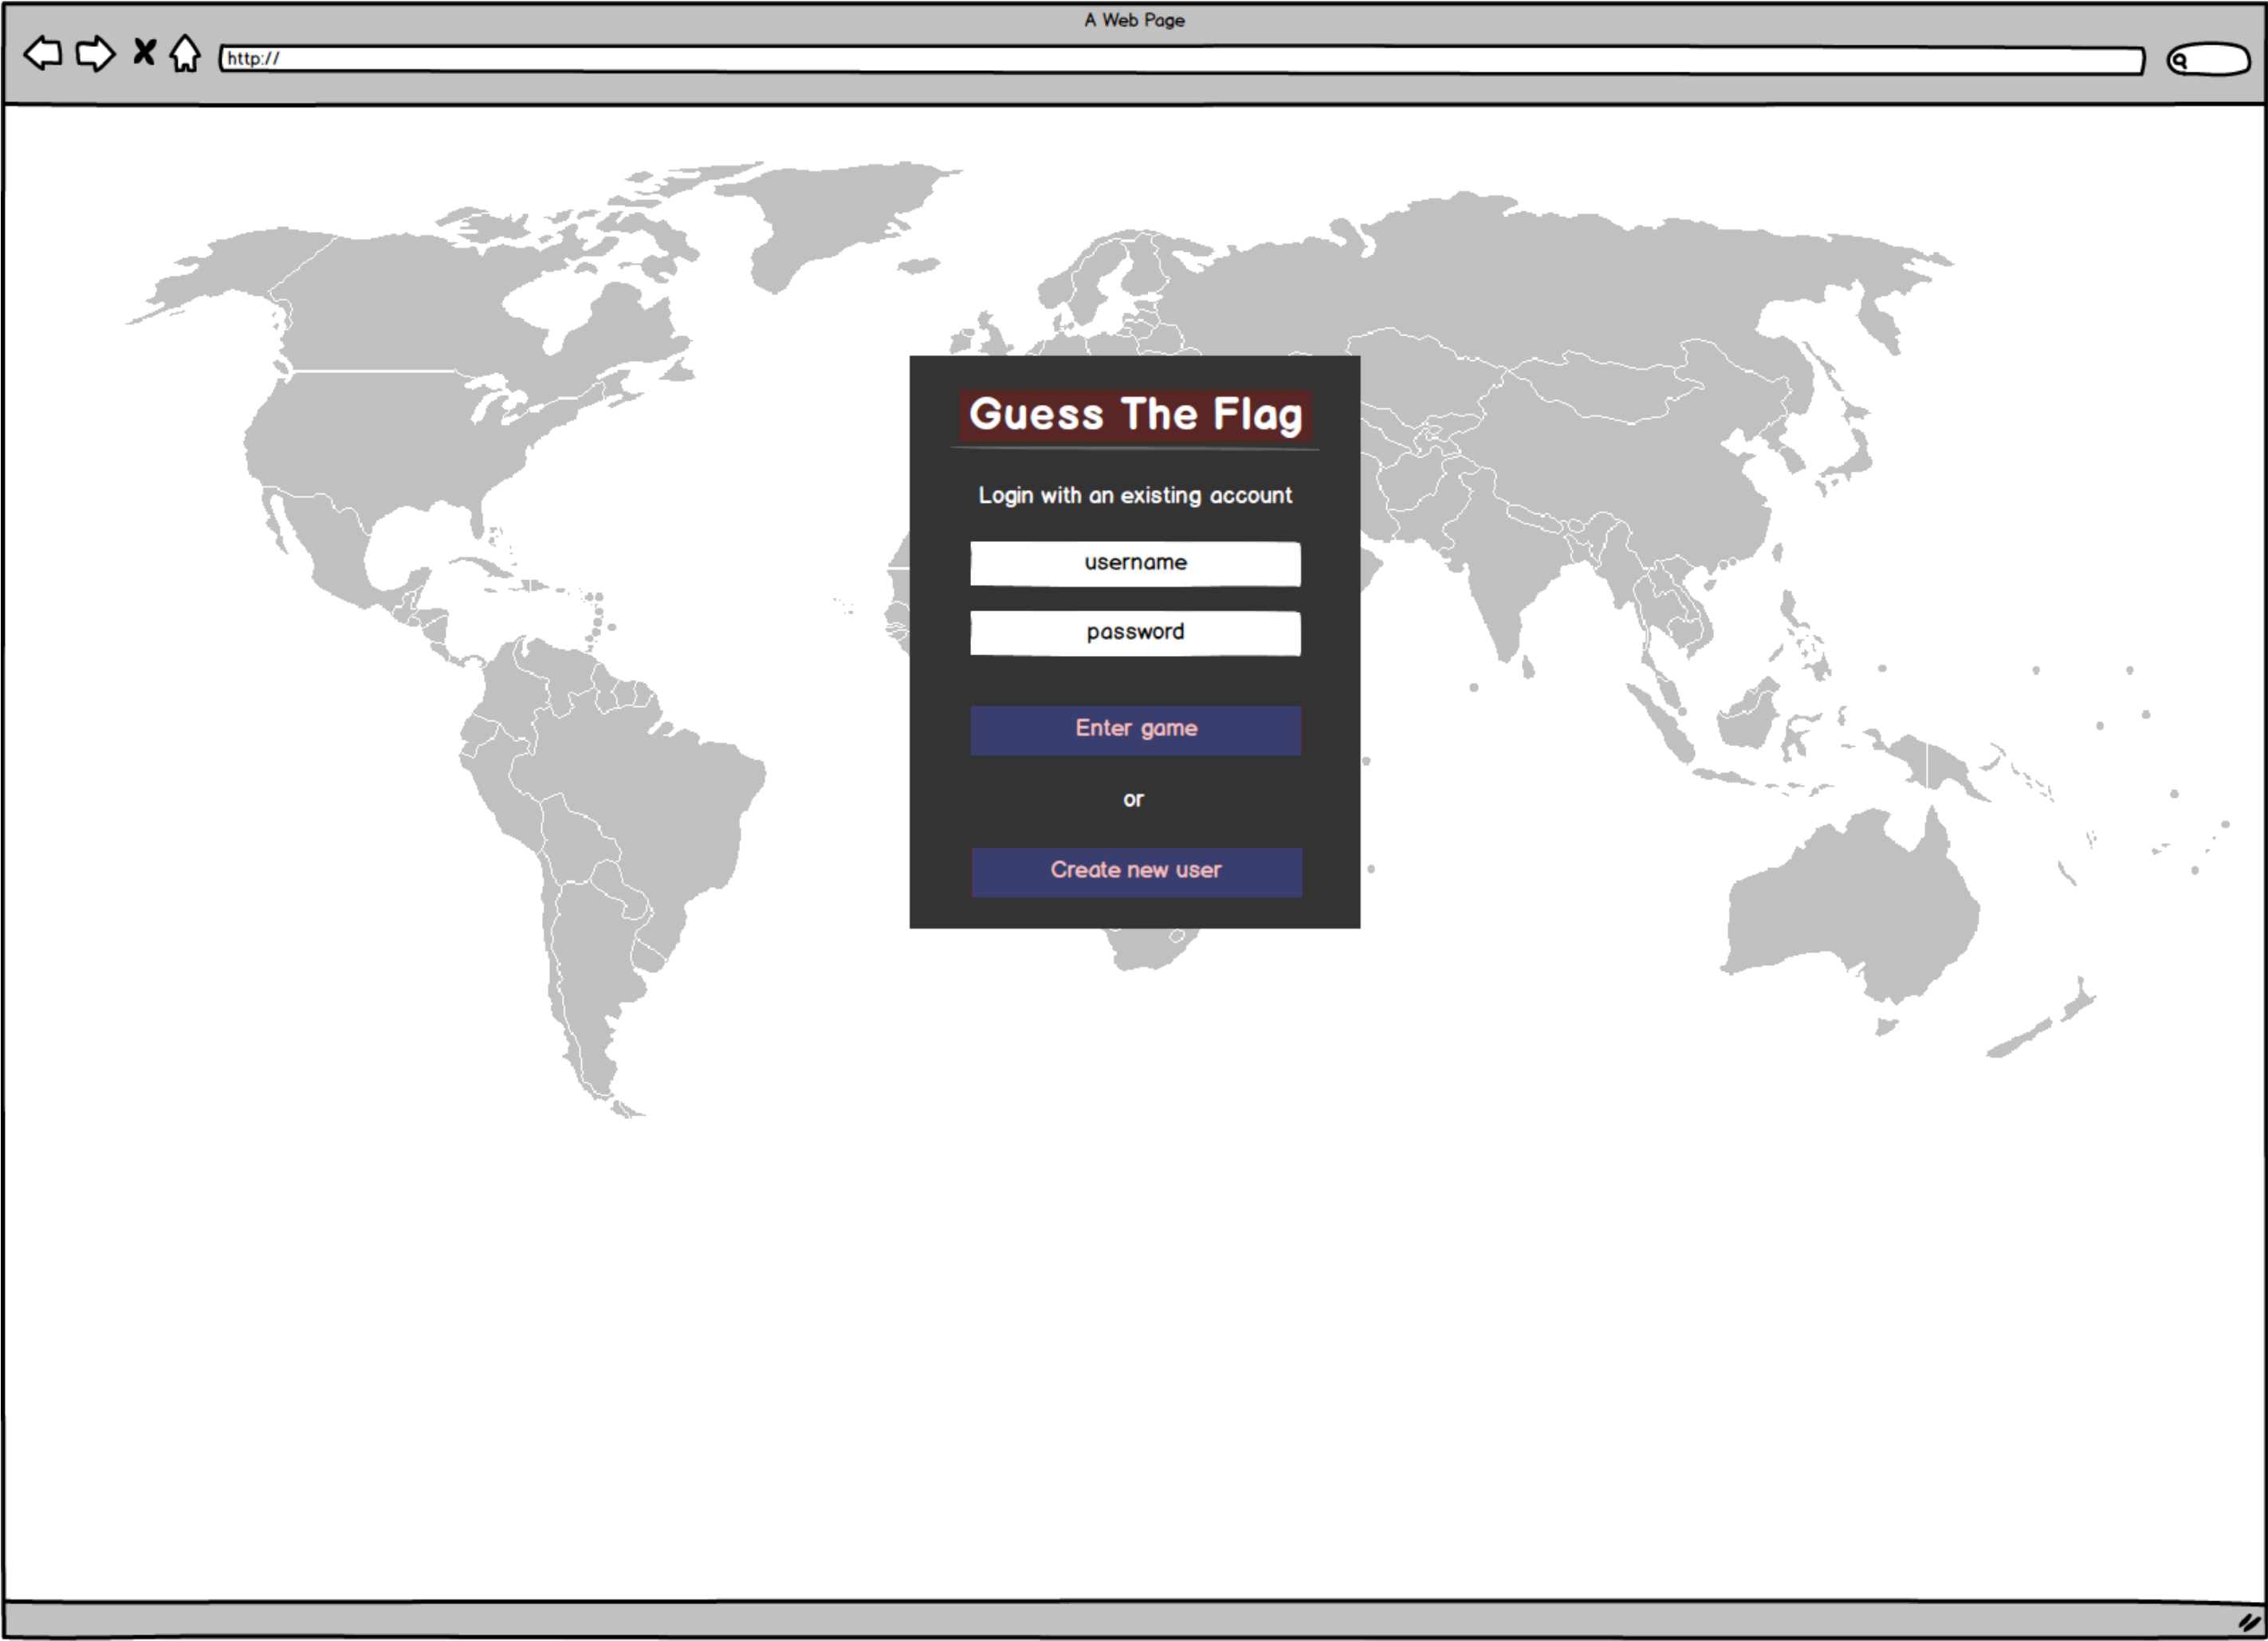 A Web Page
http://
Guess The Flag
Login with an existing account
username
password
Enter game
or
Create new user